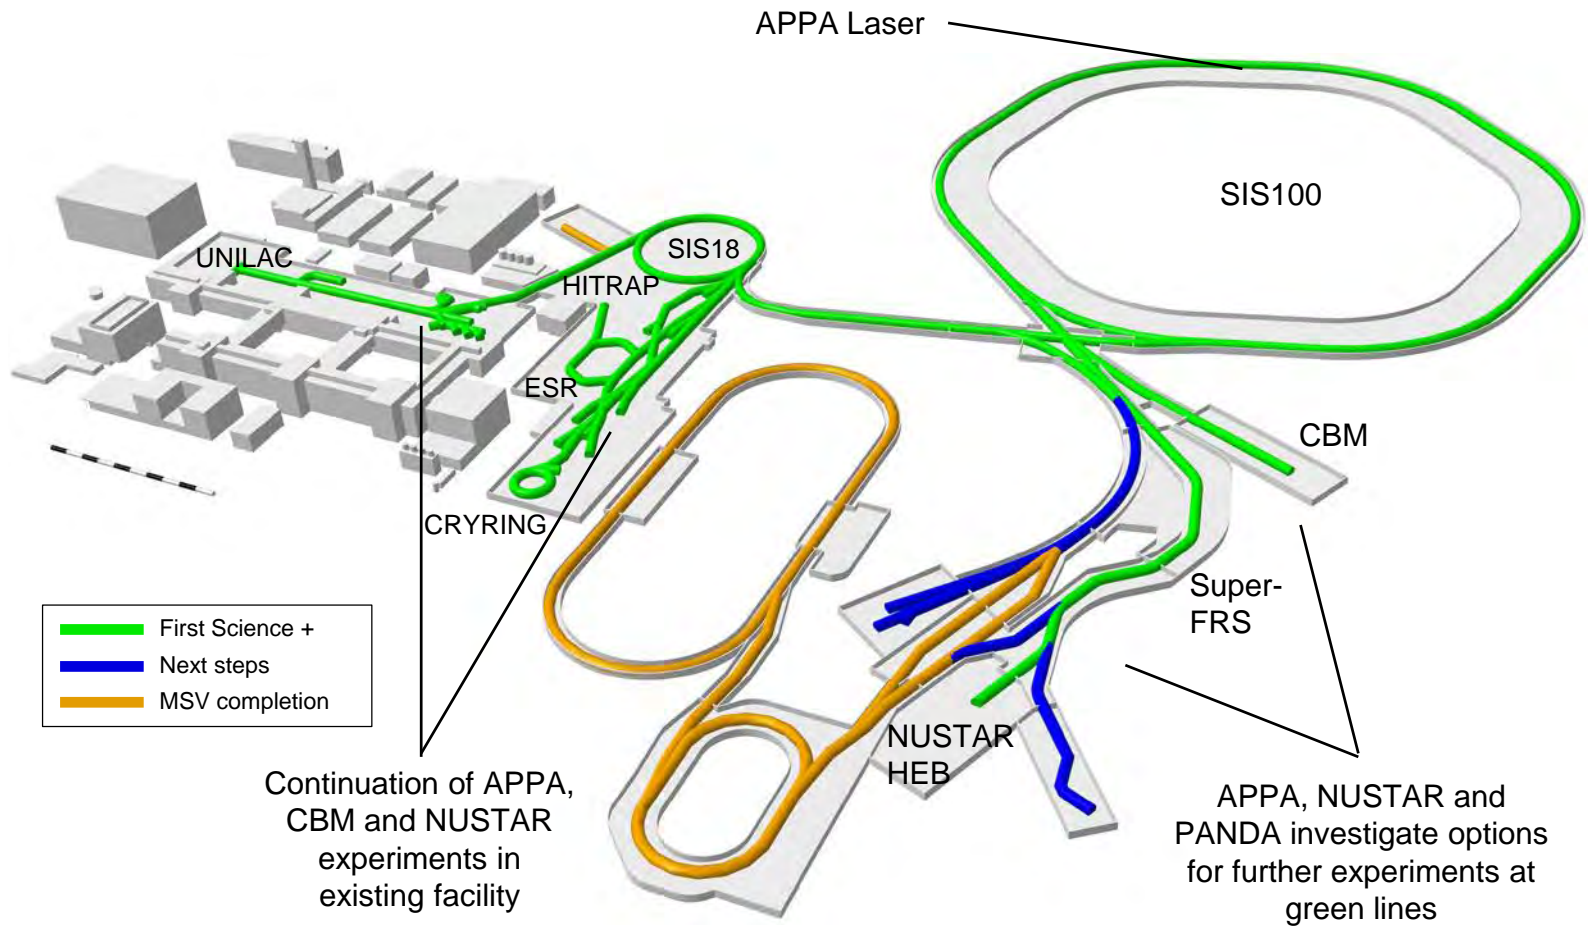 APPA Laser
SIS100
SIS18
UNILAC
HITRAP
ESR
CBM
CRYRING
Super-
FRS
First Science +
Next steps
MSV completion
NUSTAR
HEB
Continuation of APPA,
CBM and NUSTAR
experiments in
existing facility
APPA, NUSTAR and
PANDA investigate options
for further experiments at
green lines